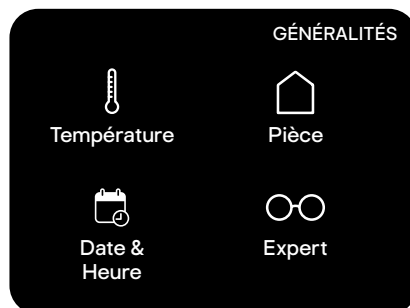 GÉNÉRALITÉS
Température
Pièce
Date &
Heure
Expert